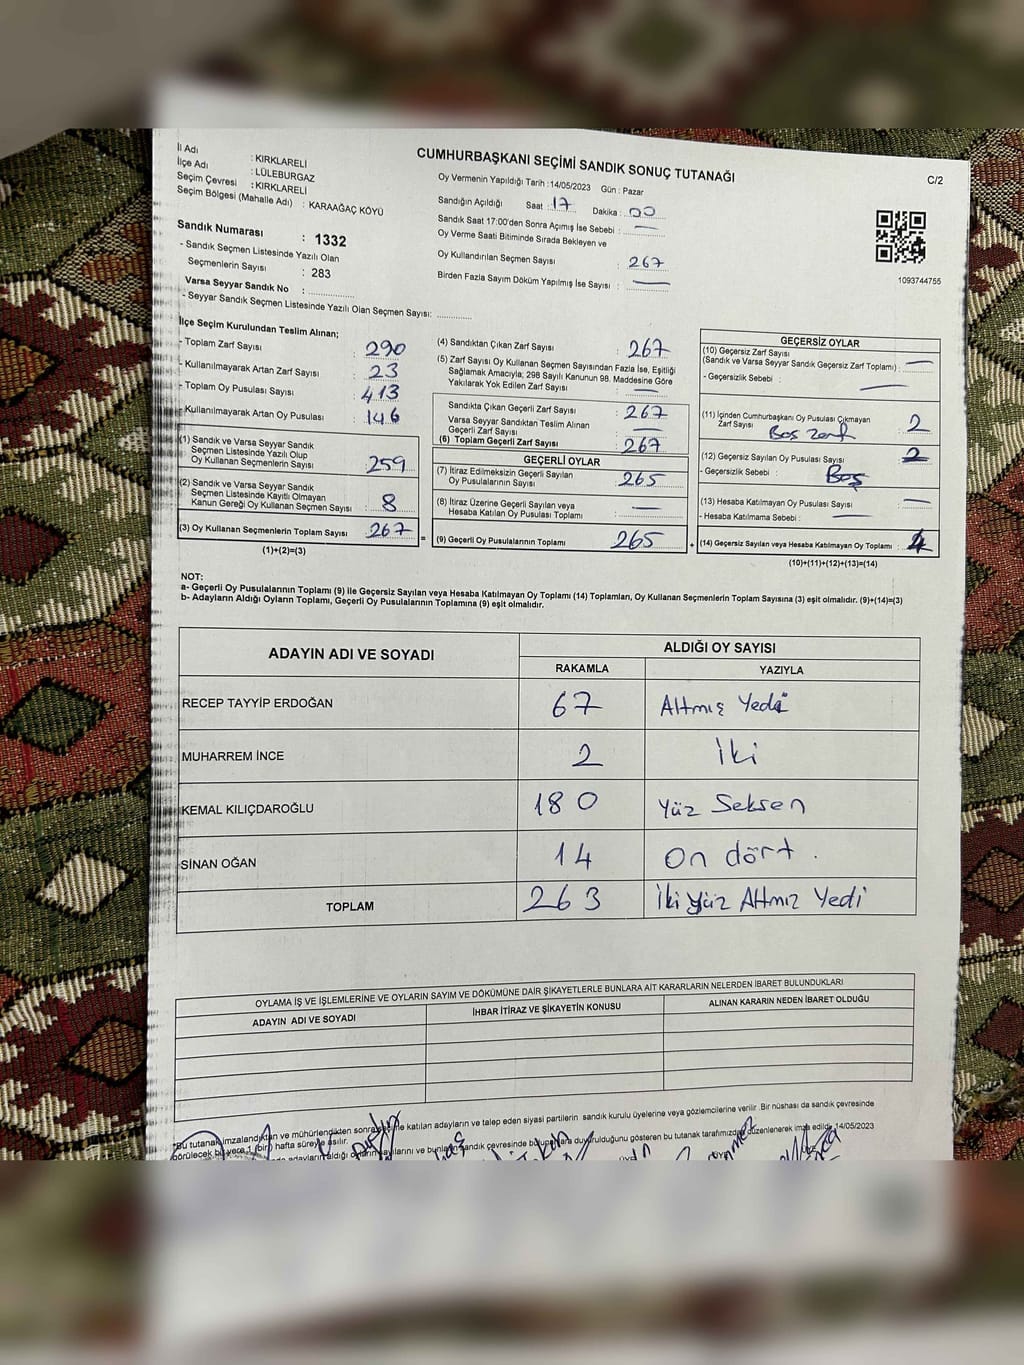 CUMHURBAŞKANI SEÇİMİ SANDIK SONUÇ TUTANAĞI
C/2
İl Adı : KIRKLARELİ
İlçe Adı : LÜLEBURGAZ
Seçim Çevresi : KIRKLARELİ
Seçim Bölgesi (Mahalle Adı) : KARAAĞAÇ KÖYÜ
Sandık Numarası : 1332
- Sandık Seçmen Listesinde Yazılı Olan
Seçmenlerin Sayısı : 283
Varsa Seyyar Sandık No :
- Seyyar Sandık Seçmen Listesinde Yazılı Olan Seçmen Sayısı:
Oy Vermenin Yapıldığı Tarih :14/05/2023 Gün : Pazar
Sandığın Açıldığı Saat : 17 Dakika : 00
Sandık Saat 17:00'den Sonra Açımış İse Sebebi : —
Oy Verme Saati Bitiminde Sırada Bekleyen ve
Oy Kullandırılan Seçmen Sayısı : 267
Birden Fazla Sayım Döküm Yapılmış İse Sayısı : —
1093744755
İlçe Seçim Kurulundan Teslim Alınan;
- Toplam Zarf Sayısı : 290
- Kullanılmayarak Artan Zarf Sayısı : 23
- Toplam Oy Pusulası Sayısı : 413
- Kullanılmayarak Artan Oy Pusulası : 146
(1) Sandık ve Varsa Seyyar Sandık
Seçmen Listesinde Yazılı Olup
Oy Kullanan Seçmenlerin Sayısı : 259
(2) Sandık ve Varsa Seyyar Sandık
Seçmen Listesinde Kayıtlı Olmayan
Kanun Gereği Oy Kullanan Seçmen Sayısı : 8
(3) Oy Kullanan Seçmenlerin Toplam Sayısı : 267
(1)+(2)=(3)
=
(4) Sandıktan Çıkan Zarf Sayısı : 267
(5) Zarf Sayısı Oy Kullanan Seçmen Sayısından Fazla İse, Eşitliği
Sağlamak Amacıyla; 298 Sayılı Kanunun 98. Maddesine Göre
Yakılarak Yok Edilen Zarf Sayısı : —
Sandıkta Çıkan Geçerli Zarf Sayısı : 267
Varsa Seyyar Sandıktan Teslim Alınan
Geçerli Zarf Sayısı : —
(6) Toplam Geçerli Zarf Sayısı : 267
GEÇERLİ OYLAR
(7) İtiraz Edilmeksizin Geçerli Sayılan
Oy Pusulalarının Sayısı : 265
(8) İtiraz Üzerine Geçerli Sayılan veya
Hesaba Katılan Oy Pusulası Toplamı : —
(9) Geçerli Oy Pusulalarının Toplamı : 265
+
GEÇERSİZ OYLAR
(10) Geçersiz Zarf Sayısı
(Sandık ve Varsa Seyyar Sandık Geçersiz Zarf Toplamı) : —
- Geçersizlik Sebebi : —
(11) İçinden Cumhurbaşkanı Oy Pusulası Çıkmayan
Zarf Sayısı : 2
Boş zarf
(12) Geçersiz Sayılan Oy Pusulası Sayısı : 2
- Geçersizlik Sebebi : Boş
(13) Hesaba Katılmayan Oy Pusulası Sayısı : —
- Hesaba Katılmama Sebebi : —
(14) Geçersiz Sayılan veya Hesaba Katılmayan Oy Toplamı :
(10)+(11)+(12)+(13)=(14)
NOT:
a- Geçerli Oy Pusulalarının Toplamı (9) ile Geçersiz Sayılan veya Hesaba Katılmayan Oy Toplamı (14) Toplamları, Oy Kullanan Seçmenlerin Toplam Sayısına (3) eşit olmalıdır. (9)+(14)=(3)
b- Adayların Aldığı Oyların Toplamı, Geçerli Oy Pusulalarının Toplamına (9) eşit olmalıdır.
ADAYIN ADI VE SOYADI ALDIĞI OY SAYISI
RAKAMLA YAZIYLA
RECEP TAYYİP ERDOĞAN 67 Altmış Yedi
MUHARREM İNCE 2 İki
KEMAL KILIÇDAROĞLU 180 Yüz Seksen
SİNAN OĞAN 14 On dört .
TOPLAM 263 İki yüz Altmız Yedi
OYLAMA İŞ VE İŞLEMLERİNE VE OYLARIN SAYIM VE DÖKÜMÜNE DAİR ŞİKAYETLERLE BUNLARA AİT KARARLARIN NELERDEN İBARET BULUNDUKLARI
ADAYIN ADI VE SOYADI İHBAR İTİRAZ VE ŞİKAYETİN KONUSU ALINAN KARARIN NEDEN İBARET OLDUĞU
*Bu tutanak imzalandıktan ve mühürlendikten sonra katılan adayların ve talep eden siyasi partilerin sandık kurulu üyelerine veya gözlemcilerine verilir .Bir nüshası da sandık çevresinde
görülecek bir yere 1 (bir) hafta süreyle asılır.
adayların aldığı oyların sayılarını ve bunların sandık çevresinde duyurulduğunu gösteren bu tutanak tarafımızdan düzenlenerek imza edildi. 14/05/2023